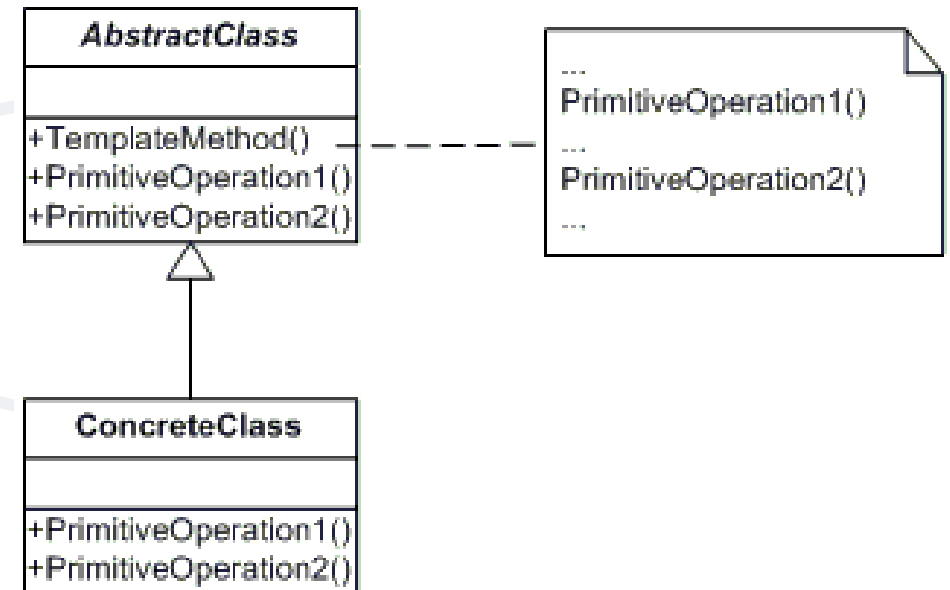 AbstractClass
+TemplateMethod()
+PrimitiveOperation1()
+PrimitiveOperation2()
...
PrimitiveOperation1()
...
PrimitiveOperation2()
...
ConcreteClass
+PrimitiveOperation1()
+PrimitiveOperation2()